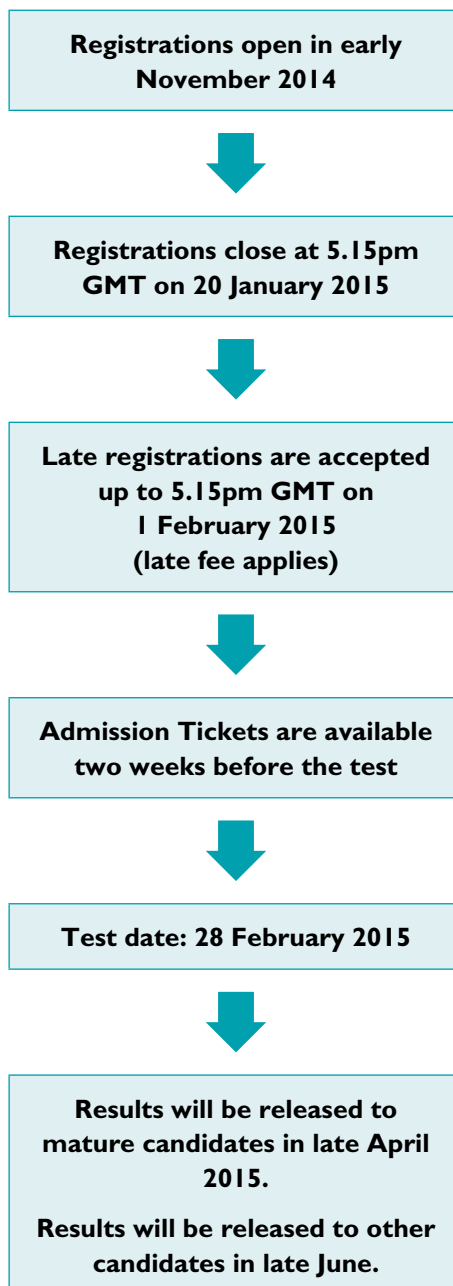 Registrations open in early
November 2014
Registrations close at 5.15pm
GMT on 20 January 2015
Late registrations are accepted
up to 5.15pm GMT on
1 February 2015
(late fee applies)
Admission Tickets are available
two weeks before the test
Test date: 28 February 2015
Results will be released to
mature candidates in late April
2015.
Results will be released to other
candidates in late June.